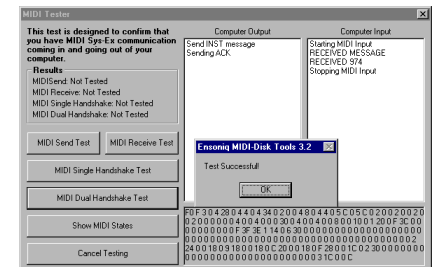 MIDI Tester
This test is designed to confirm that
you have MIDI Sys-Ex communication
coming in and going out of your
computer.
Results
MIDISend: Not Tested
MIDI Receive: Not Tested
MIDI Single Handshake: Not Tested
MIDI Dual Handshake: Not Tested
MIDI Send Test
MIDI Receive Test
MIDI Single Handshake Test
MIDI Dual Handshake Test
Show MIDI States
Cancel Testing
Computer Output
Send INST message
Sending ACK
Computer Input
Starting MIDI Input
RECEIVED MESSAGE
RECEIVED 974
Stopping MIDI Input
Ensoniq MIDI-Disk Tools 3.2
Test Successful!
OK